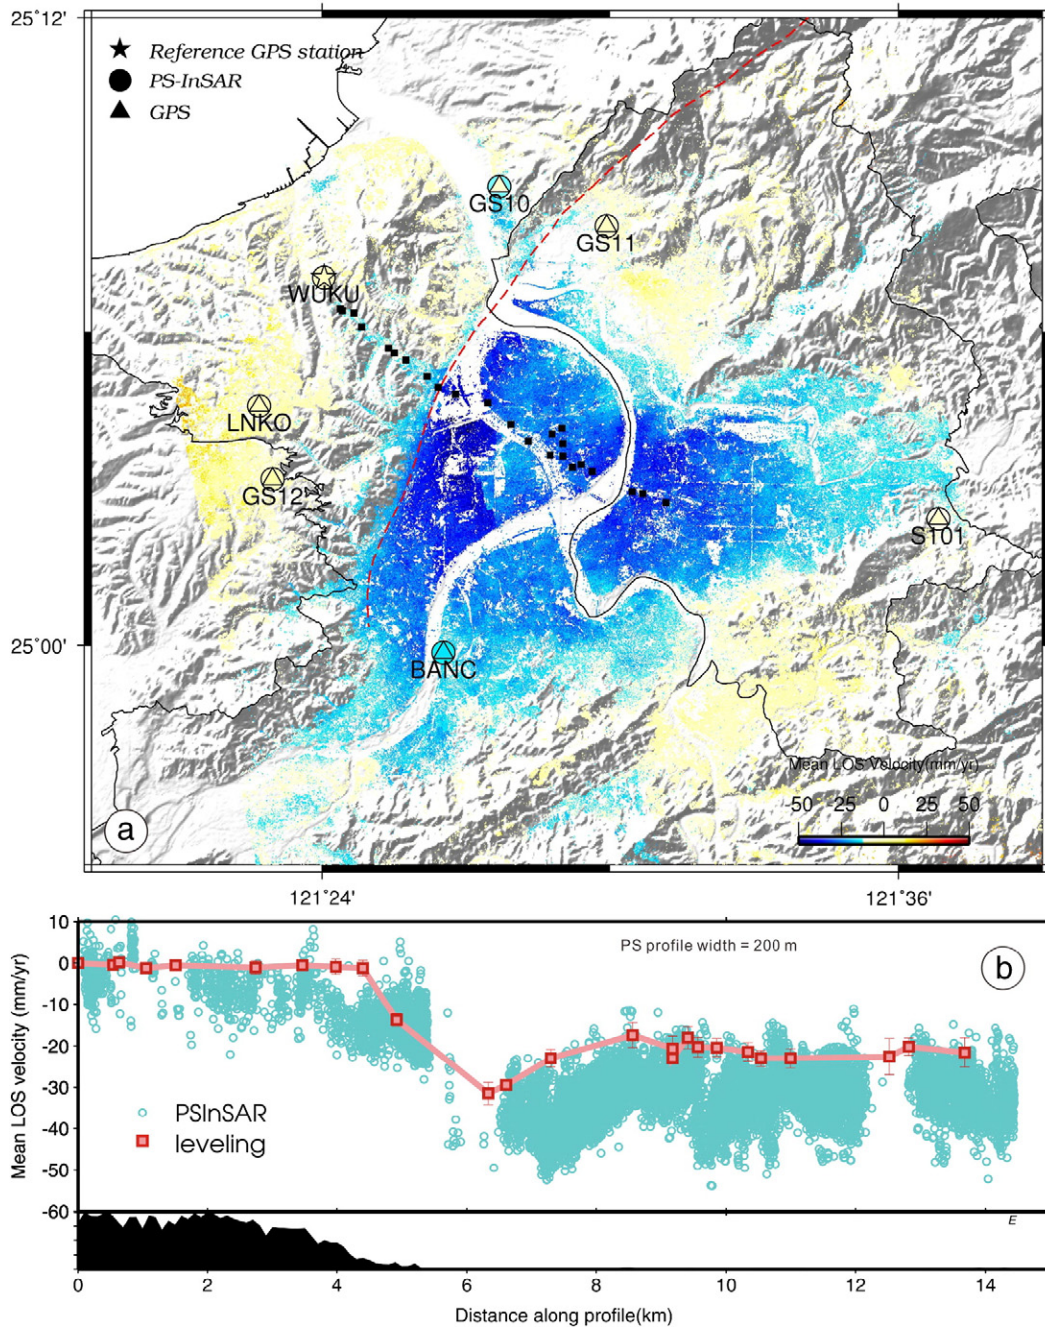 25°12'
Reference GPS station
PS-InSAR
GPS
GS10
GS11
WUKU
LNKO
GS12
S101
25°00'
BANC
Mean LOS Velocity(mm/yr)
-50 -25 0 25 50
a
121°24' 121°36'
10
PS profile width = 200 m
b
0
-10
-20
-30
-40
-50
-60
Mean LOS velocity (mm/yr)
PSInSAR
leveling
E
0 2 4 6 8 10 12 14
Distance along profile(km)